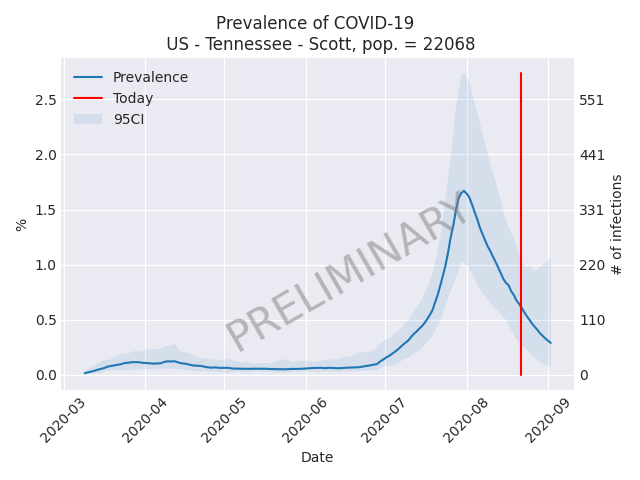 Prevalence of COVID-19
US - Tennessee - Scott, pop. = 22068
Prevalence
Today
95CI
2.5
2.0
1.5
1.0
0.5
0.0
%
551
441
331
220
110
0
# of infections
PRELIMINARY
2020-03
2020-04
2020-05
2020-06
2020-07
2020-08
2020-09
Date